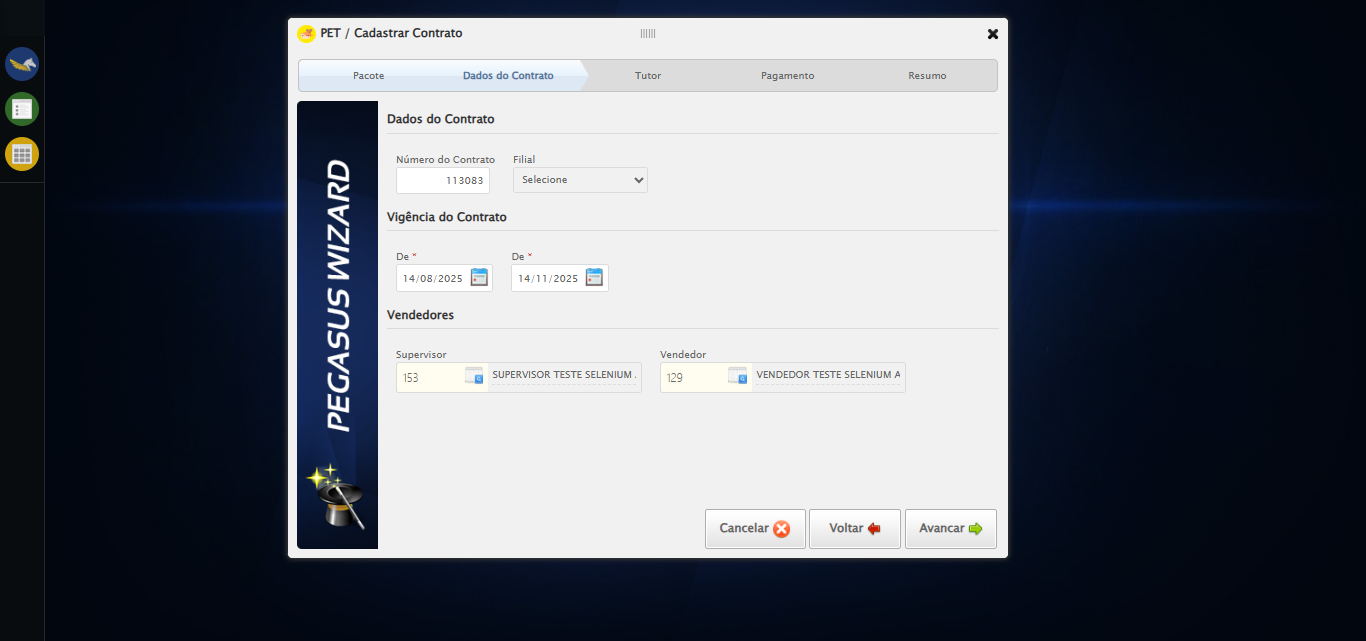 PET / Cadastrar Contrato
Pacote Dados do Contrato Tutor Pagamento Resumo
PEGASUS WIZARD
Dados do Contrato
Número do Contrato Filial
113083 Selecione
Vigência do Contrato
De * De *
14/08/2025 14/11/2025
Vendedores
Supervisor Vendedor
153 SUPERVISOR TESTE SELENIUM 129 VENDEDOR TESTE SELENIUM A
Cancelar Voltar Avancar